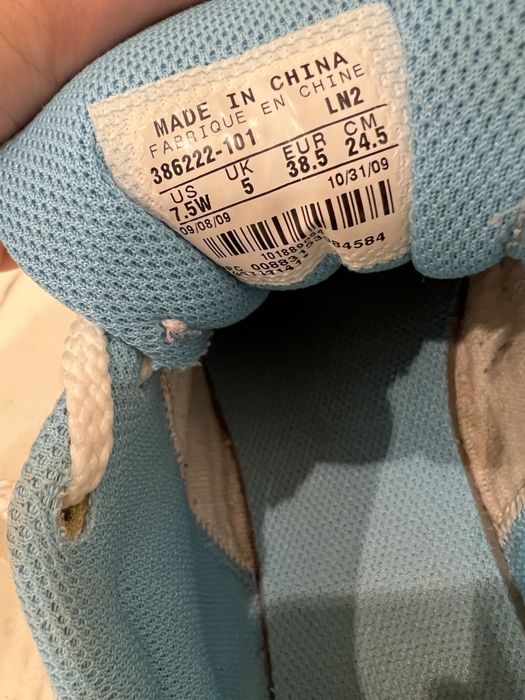 MADE IN CHINA
FABRIQUE EN CHINE
386222-101 LN2
US UK EUR CM
7.5W 5 38.5 24.5
09/08/09 10/31/09